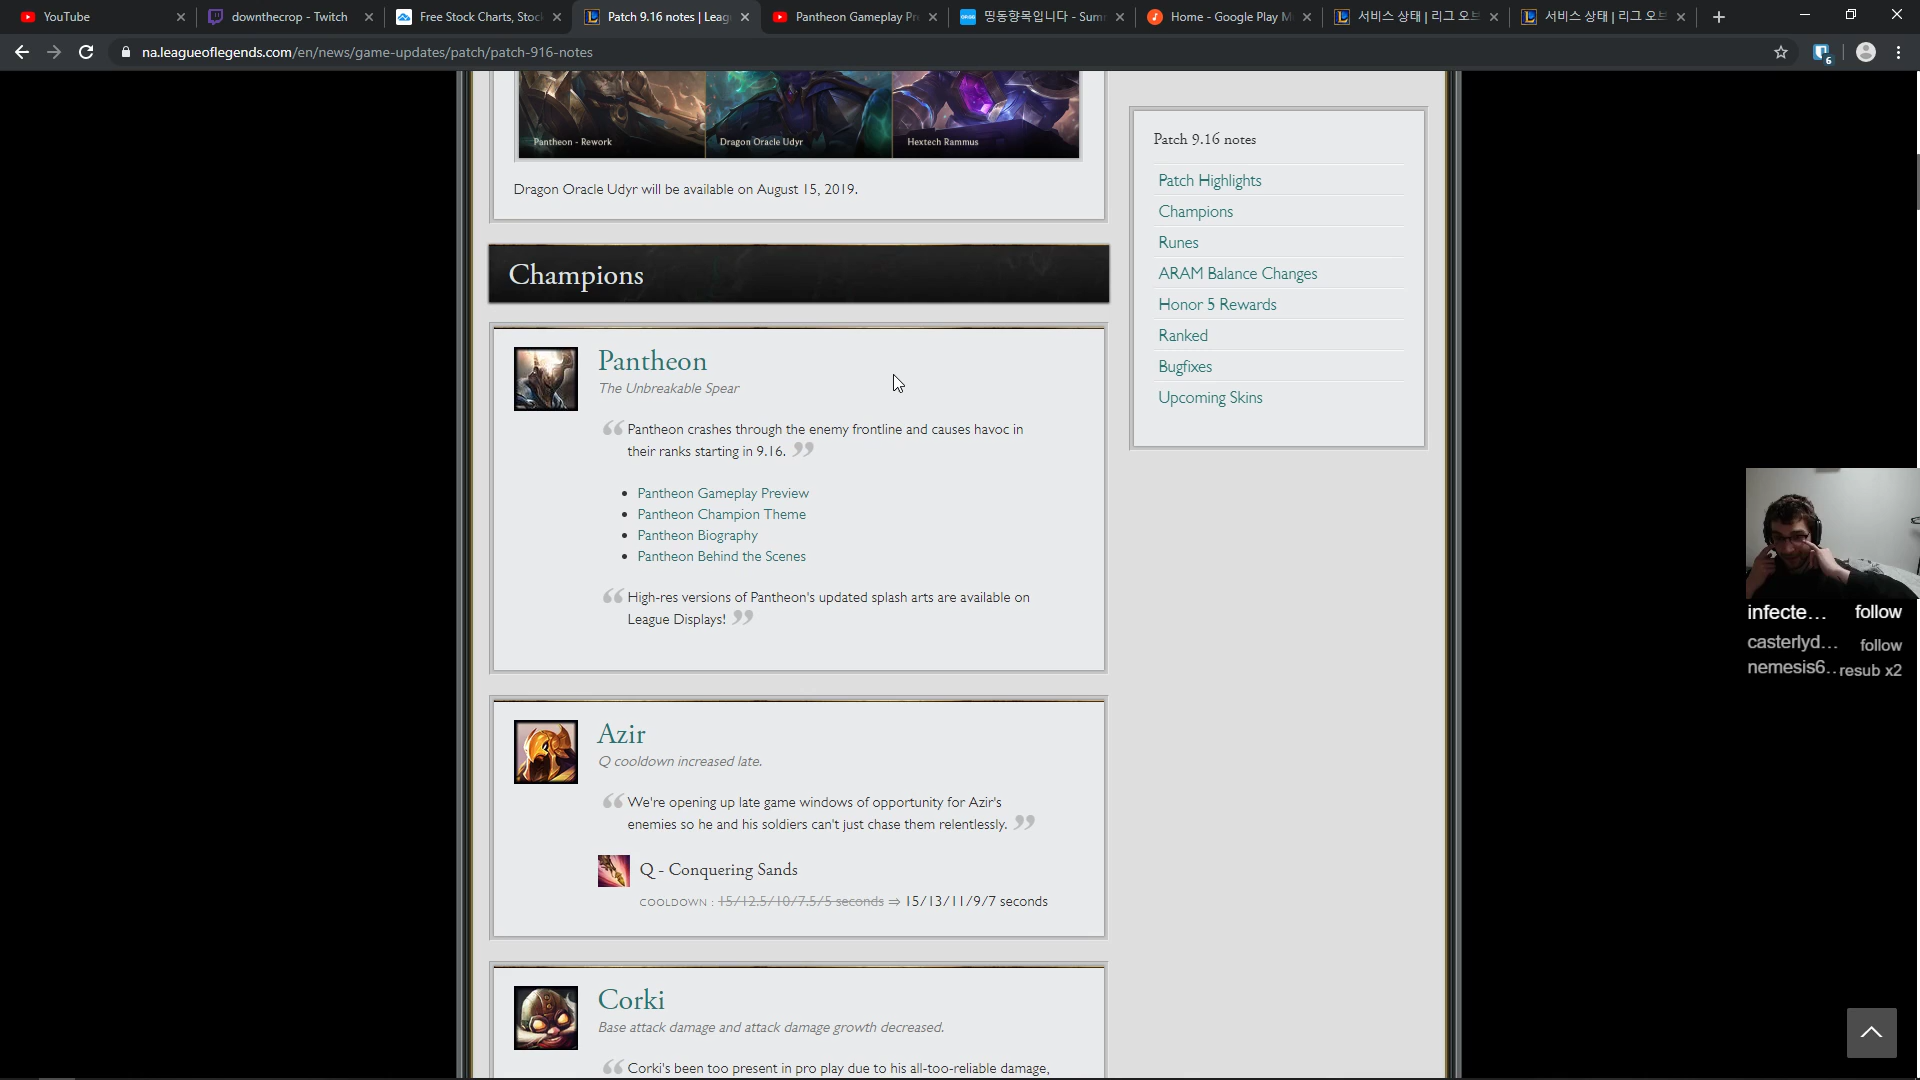 YouTube
downthecrop - Twitch
Free Stock Charts, Stoc
Patch 9.16 notes | Leag
Pantheon Gameplay Pr
띵동향목입니다 - Sum
Home - Google Play M
서비스 상태 | 리그 오브
서비스 상태 | 리그 오브
na.leagueoflegends.com/en/news/game-updates/patch/patch-916-notes
6
Pantheon - Rework
Dragon Oracle Udyr
Hextech Rammus
Dragon Oracle Udyr will be available on August 15, 2019.
Champions
Pantheon
The Unbreakable Spear
“ Pantheon crashes through the enemy frontline and causes havoc in
their ranks starting in 9.16. ”
• Pantheon Gameplay Preview
• Pantheon Champion Theme
• Pantheon Biography
• Pantheon Behind the Scenes
“ High-res versions of Pantheon's updated splash arts are available on
League Displays! ”
Azir
Q cooldown increased late.
“ We're opening up late game windows of opportunity for Azir's
enemies so he and his soldiers can't just chase them relentlessly. ”
Q - Conquering Sands
COOLDOWN : 15/12.5/10/7.5/5 seconds ⇒ 15/13/11/9/7 seconds
Corki
Base attack damage and attack damage growth decreased.
“ Corki's been too present in pro play due to his all-too-reliable damage,
Patch 9.16 notes
Patch Highlights
Champions
Runes
ARAM Balance Changes
Honor 5 Rewards
Ranked
Bugfixes
Upcoming Skins
infecte... follow
casterlyd... follow
nemesis6.. resub x2